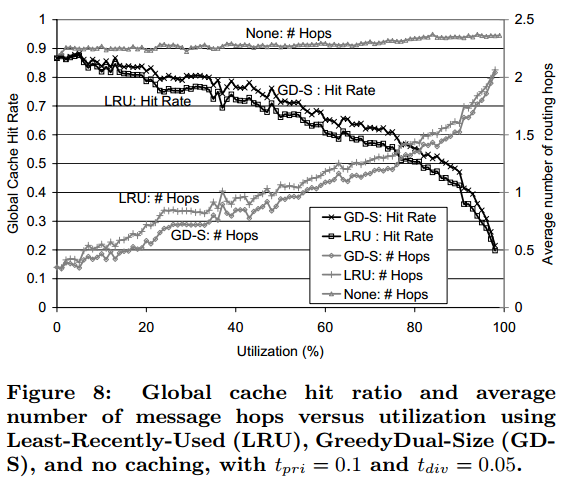 1
0.9
0.8
0.7
0.6
0.5
0.4
0.3
0.2
0.1
0
Global Cache Hit Rate
2.5
2
1.5
1
0.5
0
Average number of routing hops
None: # Hops
GD-S : Hit Rate
LRU: Hit Rate
LRU: # Hops
GD-S: # Hops
GD-S: Hit Rate
LRU : Hit Rate
GD-S: # Hops
LRU: # Hops
None: # Hops
0 20 40 60 80 100
Utilization (%)
Figure 8: Global cache hit ratio and average
number of message hops versus utilization using
Least-Recently-Used (LRU), GreedyDual-Size (GD-
S), and no caching, with tpri = 0.1 and tdiv = 0.05.